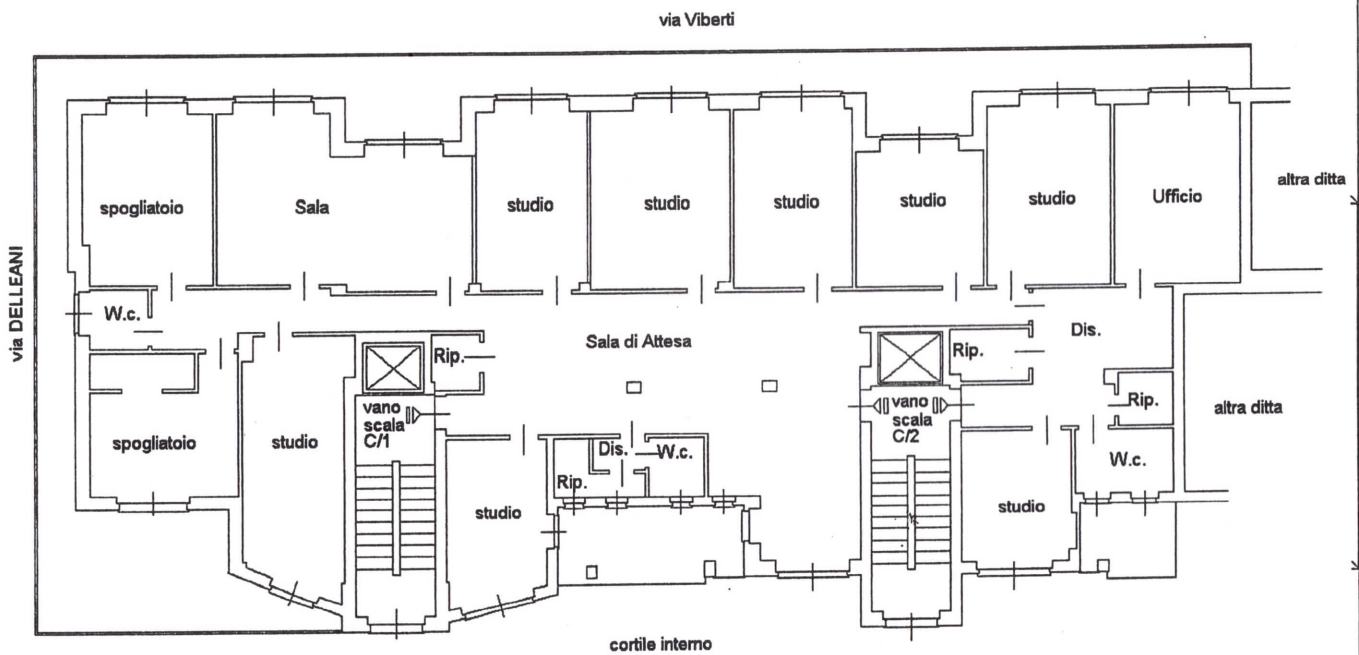 via Viberti
via DELLEANI
spogliatoio
Sala
studio
studio
studio
studio
studio
Ufficio
altra ditta
W.c.
Rip.
Sala di Attesa
Rip.
Dis.
spogliatoio
studio
vano
scala
C/1
vano
scala
C/2
Rip.
altra ditta
Dis.
W.c.
Rip.
W.c.
studio
studio
cortile interno